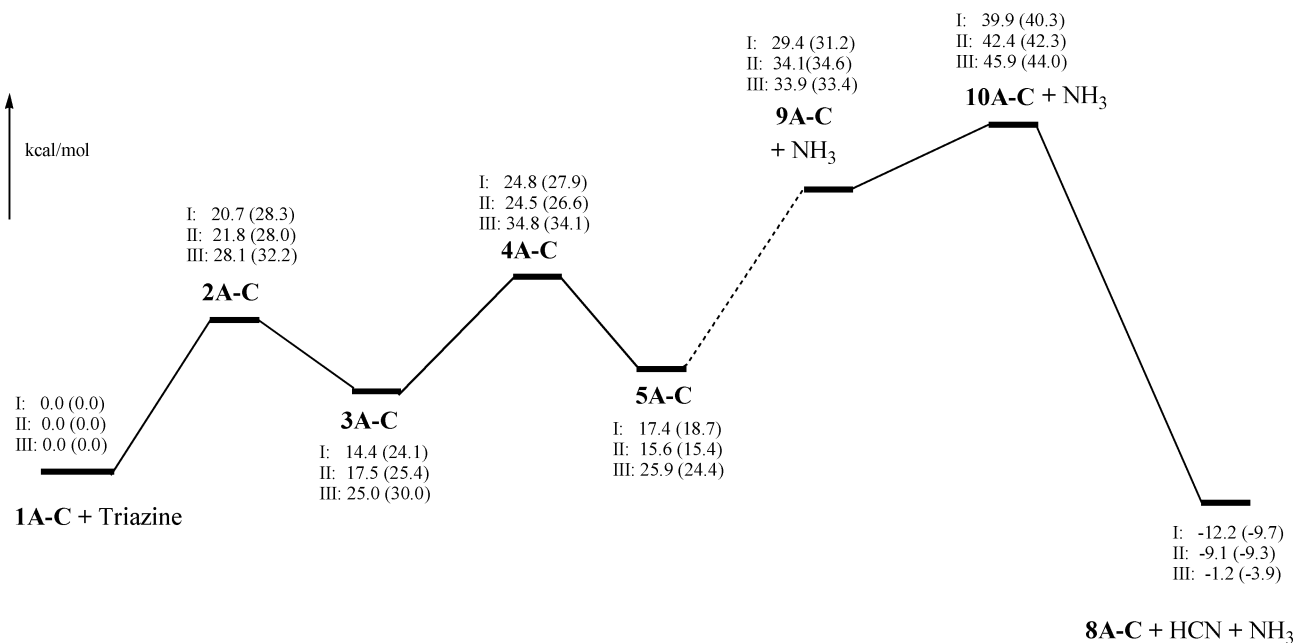 I: 39.9 (40.3)
II: 42.4 (42.3)
III: 45.9 (44.0)
10A-C + NH3
I: 29.4 (31.2)
II: 34.1(34.6)
III: 33.9 (33.4)
9A-C
+ NH3
kcal/mol
I: 24.8 (27.9)
II: 24.5 (26.6)
III: 34.8 (34.1)
4A-C
I: 20.7 (28.3)
II: 21.8 (28.0)
III: 28.1 (32.2)
2A-C
I: 0.0 (0.0)
II: 0.0 (0.0)
III: 0.0 (0.0)
1A-C + Triazine
3A-C
I: 14.4 (24.1)
II: 17.5 (25.4)
III: 25.0 (30.0)
5A-C
I: 17.4 (18.7)
II: 15.6 (15.4)
III: 25.9 (24.4)
I: -12.2 (-9.7)
II: -9.1 (-9.3)
III: -1.2 (-3.9)
8A-C + HCN + NH3